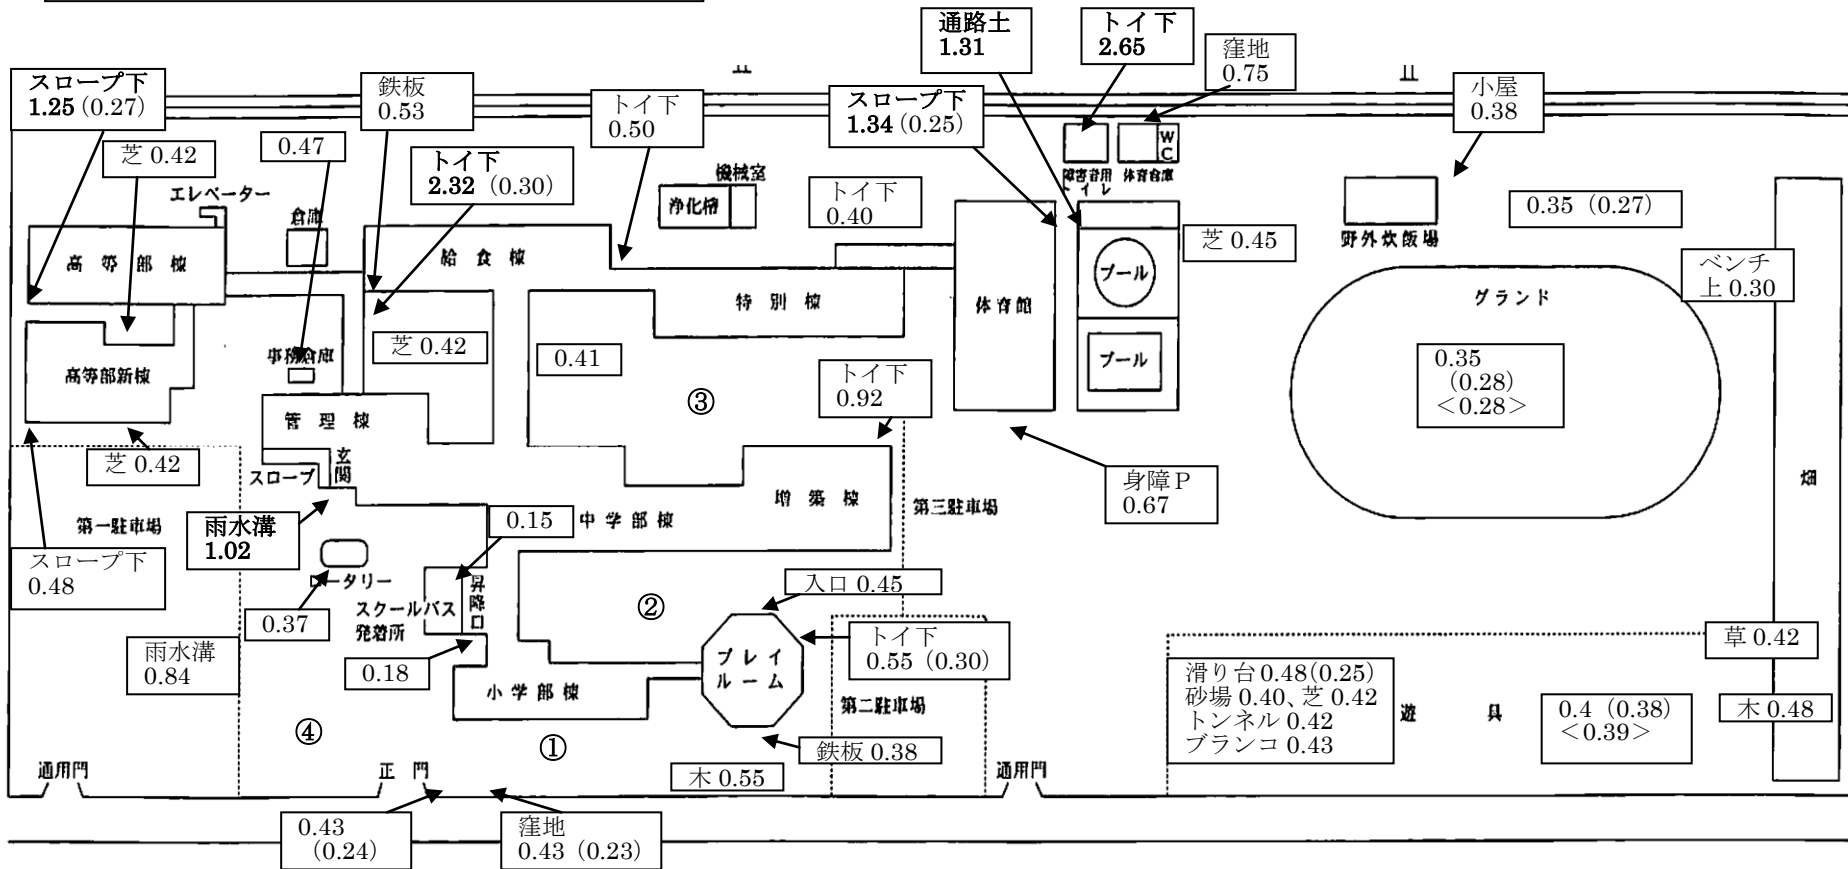 通路土
1.31
トイ下
2.65
窪地
0.75
スロープ下
1.25 (0.27)
鉄板
0.53
トイ下
0.50
スロープ下
1.34 (0.25)
小屋
0.38
芝 0.42
0.47
トイ下
2.32 (0.30)
エレベーター
倉庫
機械室
浄化槽
トイ下
0.40
障害者用
トイレ
体育倉庫
WC
0.35 (0.27)
野外炊飯場
芝 0.45
高等部棟
給食棟
特別棟
体育館
プール
プール
グランド
ベンチ
上 0.30
0.35
(0.28)
<0.28>
高等部新棟
事務倉庫
芝 0.42
0.41
トイ下
0.92
③
管理棟
玄関
スロープ
芝 0.42
増築棟
身障P
0.67
畑
第一駐車場
雨水溝
1.02
0.15
中学部棟
第三駐車場
スロープ下
0.48
ロータリー
0.37
スクールバス
発着所
昇降口
②
入口 0.45
プレイ
ルーム
トイ下
0.55 (0.30)
雨水溝
0.84
0.18
小学部棟
第二駐車場
草 0.42
滑り台 0.48(0.25)
砂場 0.40、芝 0.42
トンネル 0.42
ブランコ 0.43
遊具
0.4 (0.38)
<0.39>
木 0.48
④
①
鉄板 0.38
木 0.55
通用門
正門
通用門
0.43
(0.24)
窪地
0.43 (0.23)